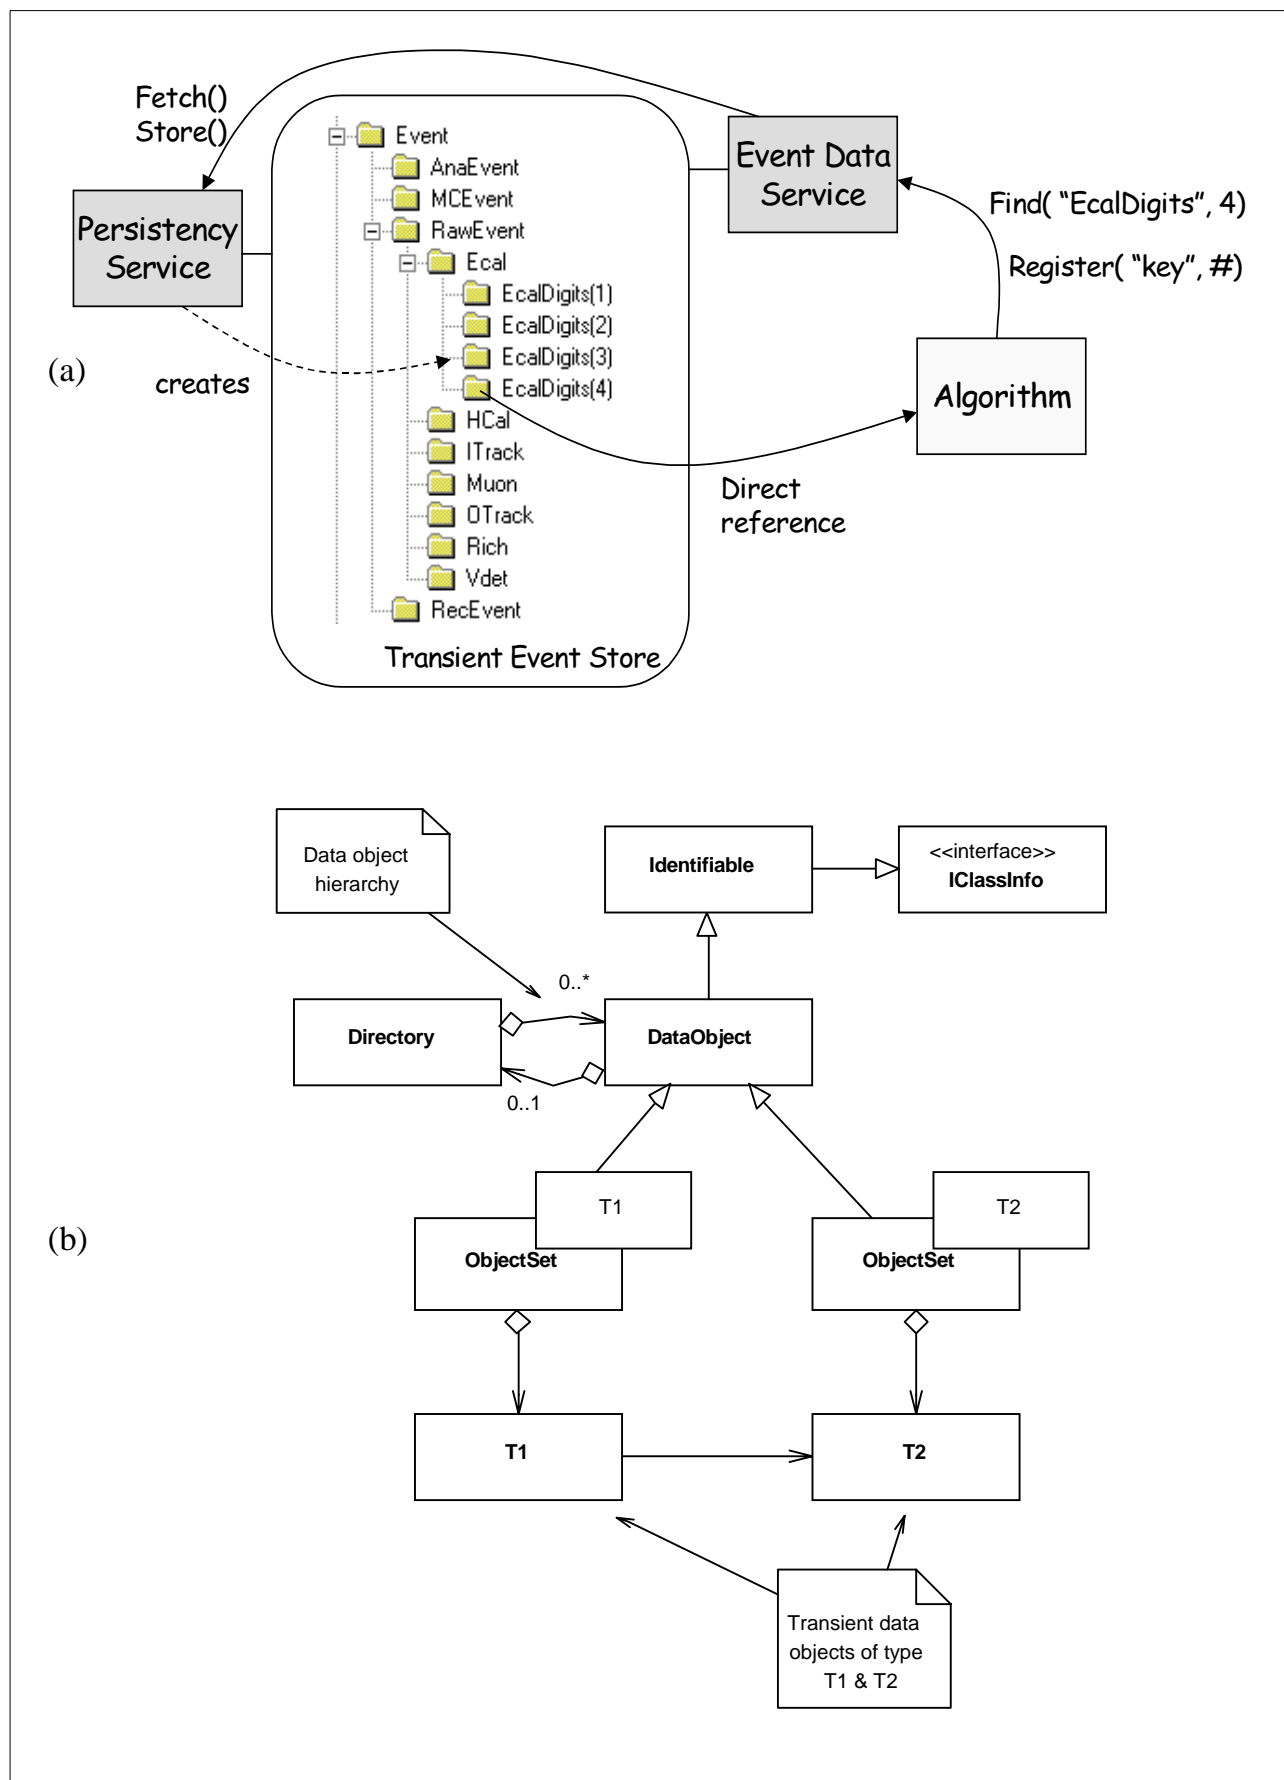 Fetch()
Store()
Event
AnaEvent
MCEvent
RawEvent
Ecal
EcalDigits(1)
EcalDigits(2)
EcalDigits(3)
EcalDigits(4)
HCal
ITrack
Muon
OTrack
Rich
Vdet
RecEvent
Transient Event Store
Event Data
Service
Find( “EcalDigits”, 4)
Register( “key”, #)
Persistency
Service
(a)
creates
Algorithm
Direct
reference
Data object
hierarchy
Identifiable
<<interface>>
IClassInfo
0..*
Directory
DataObject
0..1
T1
T2
(b)
ObjectSet
ObjectSet
T1
T2
Transient data
objects of type
T1 & T2